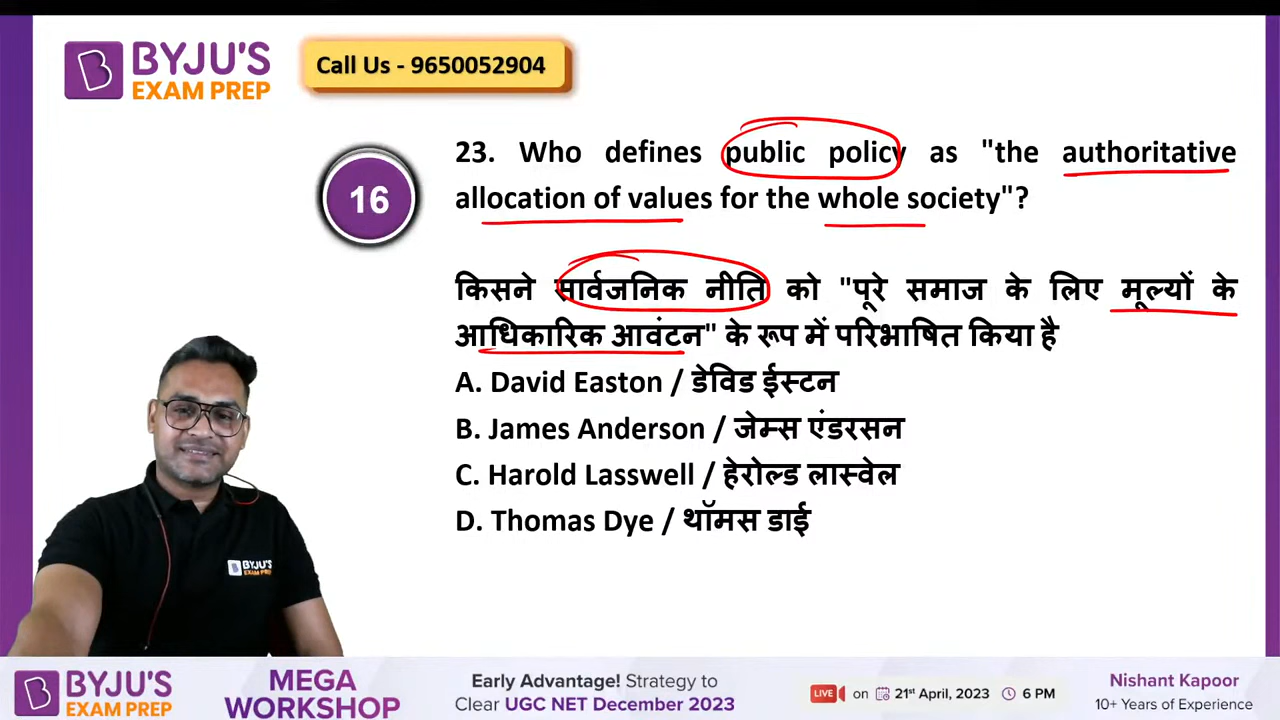 BYJU'S
EXAM PREP
Call Us - 9650052904
16
23. Who defines public policy as "the authoritative
allocation of values for the whole society"?
किसने सार्वजनिक नीति को "पूरे समाज के लिए मूल्यों के
आधिकारिक आवंटन" के रूप में परिभाषित किया है
A. David Easton / डेविड ईस्टन
B. James Anderson / जेम्स एंडरसन
C. Harold Lasswell / हेरोल्ड लास्वेल
D. Thomas Dye / थॉमस डाई
BYJU'S
EXAM PREP
BYJU'S
EXAM PREP
MEGA
WORKSHOP
Early Advantage! Strategy to
Clear UGC NET December 2023
LIVE on 21st April, 2023 6 PM
Nishant Kapoor
10+ Years of Experience